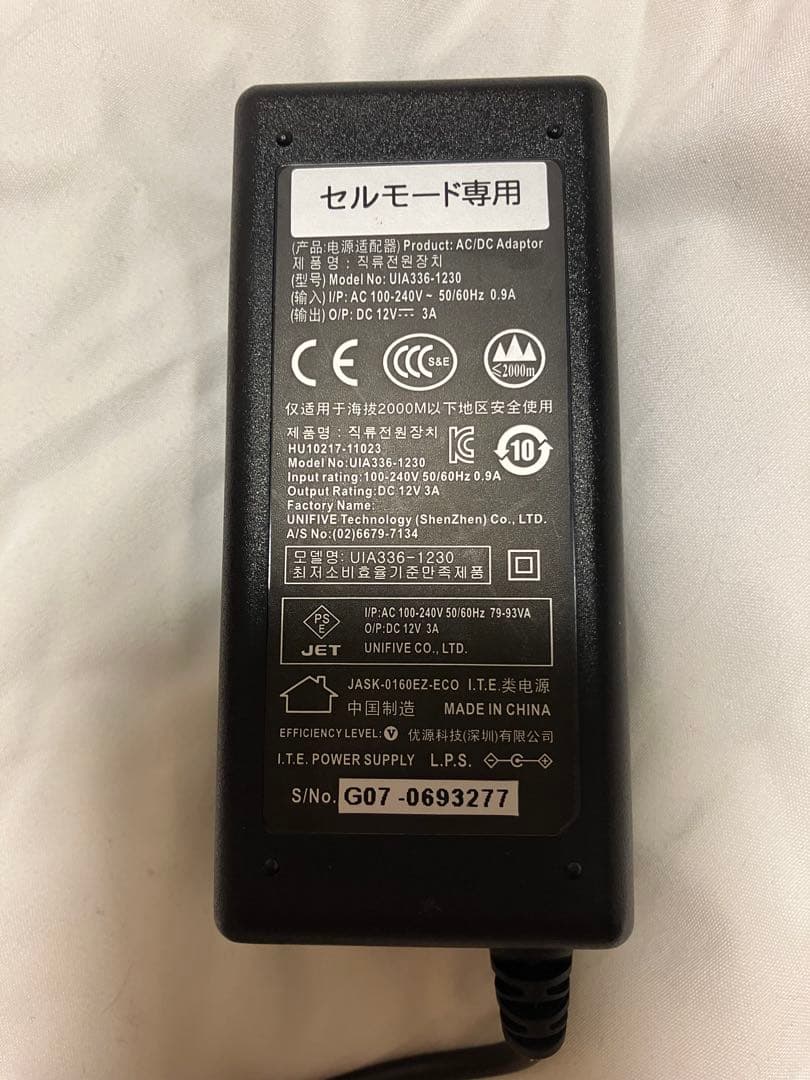 セルモード専用
(产品:电源适配器) Product: AC/DC Adaptor
제 품 명 : 직류전원장치
(型号) Model No: UIA336-1230
(输入) I/P: AC 100-240V ~ 50/60Hz 0.9A
(输出) O/P: DC 12V⎓ 3A
CE CCC S&E ≤2000m
仅适用于海拔2000M以下地区安全使用
제품명 : 직류전원장치
HU10217-11023
Model No:UIA336-1230
10
Input rating:100-240V 50/60Hz 0.9A
Output Rating:DC 12V 3A
Factory Name:
UNIFIVE Technology (ShenZhen) Co., LTD.
A/S No:(02)6679-7134
모델명: UIA336-1230
최저소비효율기준만족제품
PS
E
JET
I/P:AC 100-240V 50/60Hz 79-93VA
O/P:DC 12V 3A
UNIFIVE CO., LTD.
JASK-0160EZ-ECO I.T.E.类电源
中国制造 MADE IN CHINA
EFFICIENCY LEVEL: V 优源科技(深圳)有限公司
I.T.E. POWER SUPPLY L.P.S.
S/No. G07 -0693277